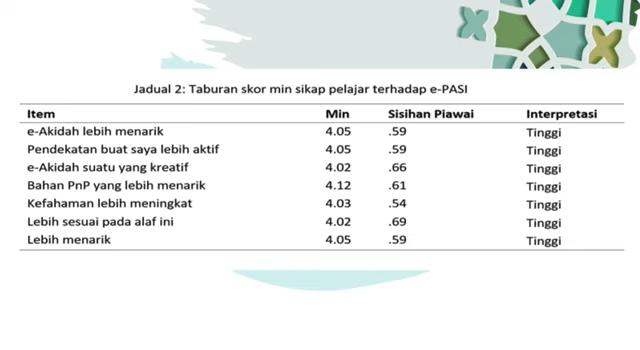 Jadual 2: Taburan skor min sikap pelajar terhadap e-PASI
Item Min Sisihan Piawai Interpretasi
e-Akidah lebih menarik 4.05 .59 Tinggi
Pendekatan buat saya lebih aktif 4.05 .59 Tinggi
e-Akidah suatu yang kreatif 4.02 .66 Tinggi
Bahan PnP yang lebih menarik 4.12 .61 Tinggi
Kefahaman lebih meningkat 4.03 .54 Tinggi
Lebih sesuai pada alaf ini 4.02 .69 Tinggi
Lebih menarik 4.05 .59 Tinggi